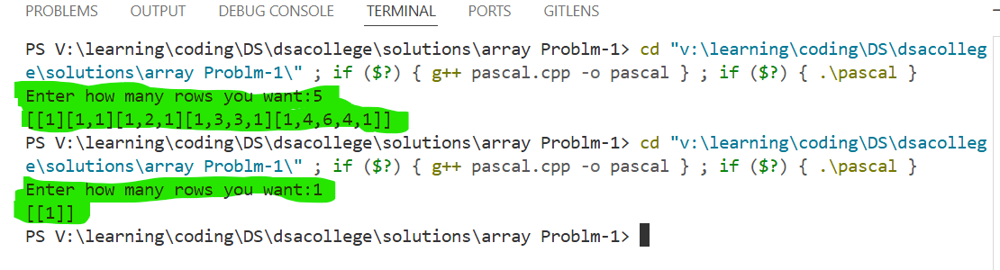 PROBLEMS OUTPUT DEBUG CONSOLE TERMINAL PORTS GITLENS
PS V:\learning\coding\DS\dsacollege\solutions\array Problm-1> cd "v:\learning\coding\DS\dsacolleg
e\solutions\array Problm-1\" ; if ($?) { g++ pascal.cpp -o pascal } ; if ($?) { .\pascal }
Enter how many rows you want:5
[[1][1,1][1,2,1][1,3,3,1][1,4,6,4,1]]
PS V:\learning\coding\DS\dsacollege\solutions\array Problm-1> cd "v:\learning\coding\DS\dsacolleg
e\solutions\array Problm-1\" ; if ($?) { g++ pascal.cpp -o pascal } ; if ($?) { .\pascal }
Enter how many rows you want:1
[[1]]
PS V:\learning\coding\DS\dsacollege\solutions\array Problm-1>